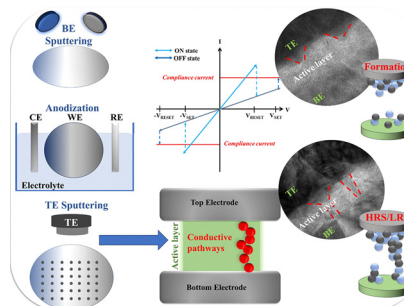 BE
Sputtering
Anodization
CE
WE
RE
Electrolyte
TE Sputtering
TE
I
ON state
OFF state
Compliance current
V
-V_RESET
-V_SET
V_RESET
V_SET
Compliance current
Top Electrode
Active layer
Conductive
pathways
Bottom Electrode
TE
Active layer
BE
Formation
TE
Active layer
BE
HRS/LR